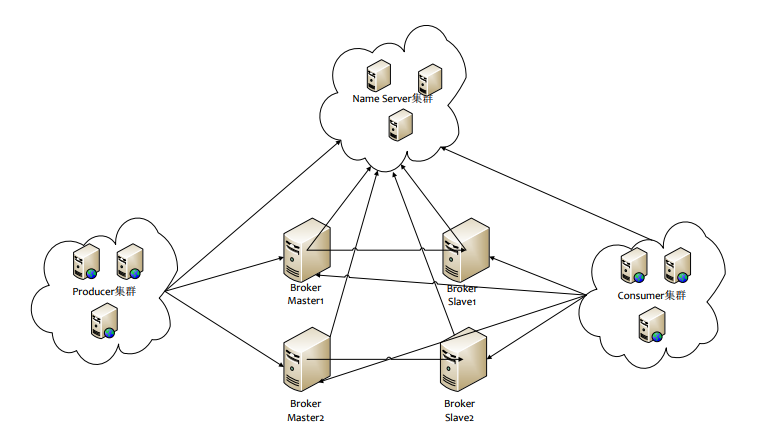 Name Server集群
Producer集群
Broker
Master1
Broker
Slave1
Consumer集群
Broker
Master2
Broker
Slave2